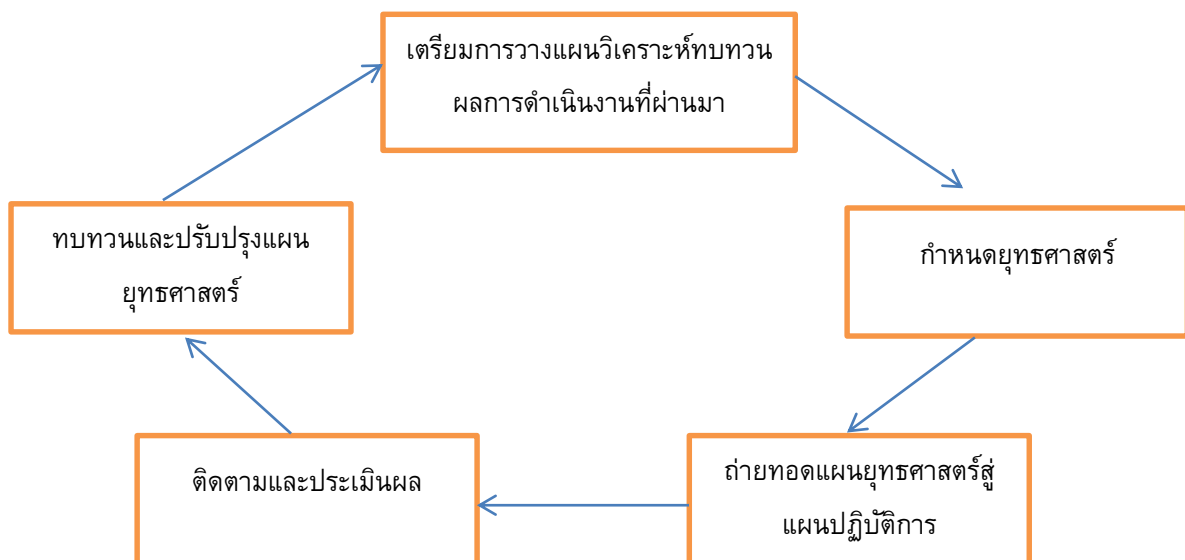 เตรียมการวางแผนวิเคราะห์ทบทวน
ผลการดำเนินงานที่ผ่านมา
กำหนดยุทธศาสตร์
ถ่ายทอดแผนยุทธศาสตร์สู่
แผนปฏิบัติการ
ติดตามและประเมินผล
ทบทวนและปรับปรุงแผน
ยุทธศาสตร์